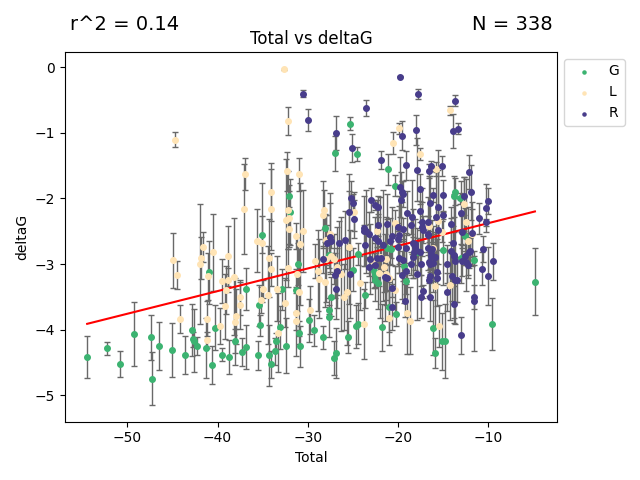 r^2 = 0.14
N = 338
Total vs deltaG
G
L
R
0
−1
−2
−3
−4
−5
deltaG
−50
−40
−30
−20
−10
Total